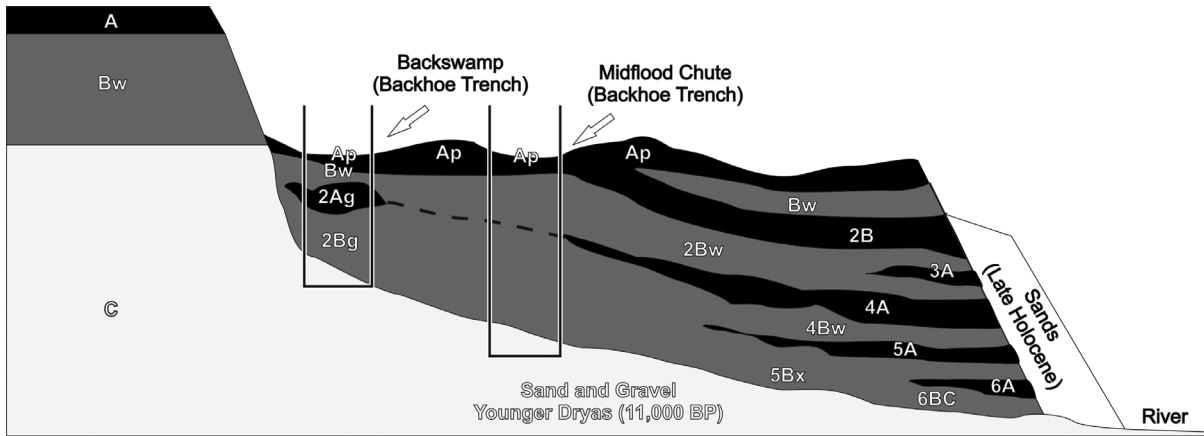 A
Bw
C
Backswamp
(Backhoe Trench)
Midflood Chute
(Backhoe Trench)
Ap
Ap
Ap
Ap
Bw
2Ag
2Bg
Bw
2B
2Bw
3A
4A
4Bw
5A
5Bx
6A
6BC
Sands
(Late Holocene)
Sand and Gravel
Younger Dryas (11,000 BP)
River